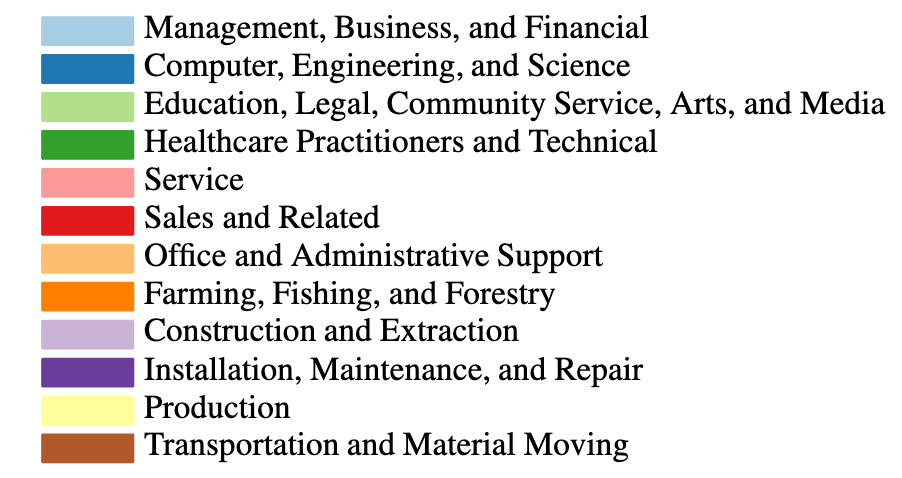 Management, Business, and Financial
Computer, Engineering, and Science
Education, Legal, Community Service, Arts, and Media
Healthcare Practitioners and Technical
Service
Sales and Related
Office and Administrative Support
Farming, Fishing, and Forestry
Construction and Extraction
Installation, Maintenance, and Repair
Production
Transportation and Material Moving